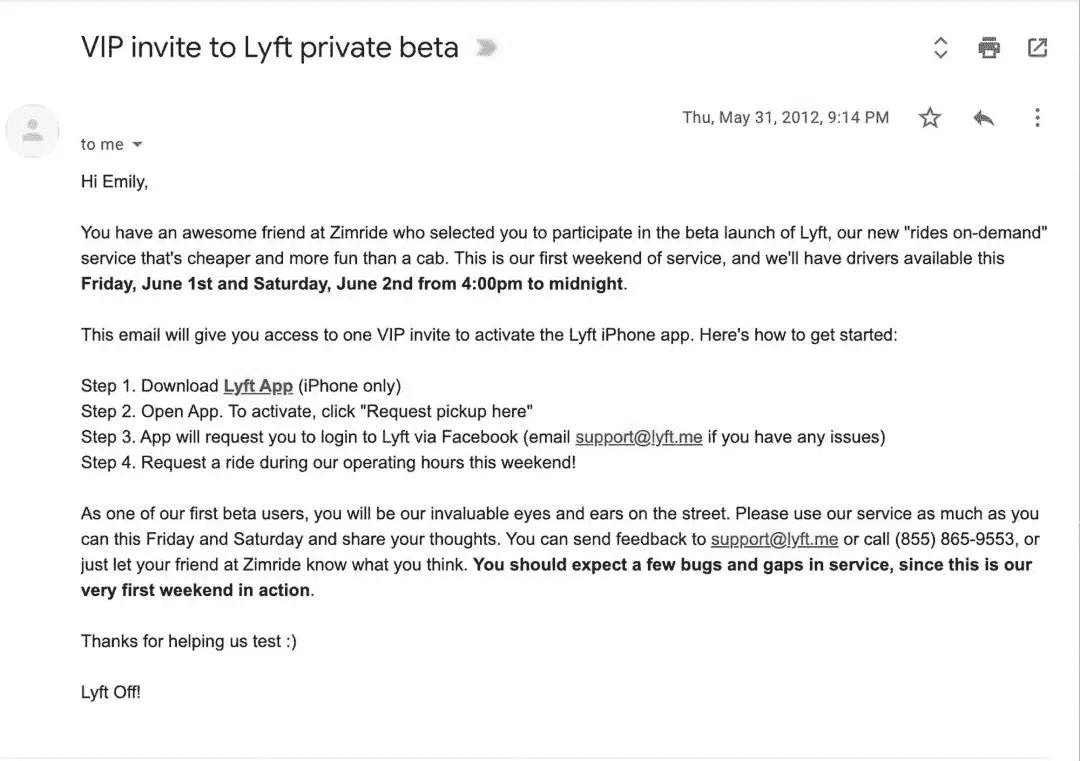 VIP invite to Lyft private beta
Thu, May 31, 2012, 9:14 PM
to me
Hi Emily,
You have an awesome friend at Zimride who selected you to participate in the beta launch of Lyft, our new "rides on-demand"
service that's cheaper and more fun than a cab. This is our first weekend of service, and we'll have drivers available this
Friday, June 1st and Saturday, June 2nd from 4:00pm to midnight.
This email will give you access to one VIP invite to activate the Lyft iPhone app. Here's how to get started:
Step 1. Download Lyft App (iPhone only)
Step 2. Open App. To activate, click "Request pickup here"
Step 3. App will request you to login to Lyft via Facebook (email support@lyft.me if you have any issues)
Step 4. Request a ride during our operating hours this weekend!
As one of our first beta users, you will be our invaluable eyes and ears on the street. Please use our service as much as you
can this Friday and Saturday and share your thoughts. You can send feedback to support@lyft.me or call (855) 865-9553, or
just let your friend at Zimride know what you think. You should expect a few bugs and gaps in service, since this is our
very first weekend in action.
Thanks for helping us test :)
Lyft Off!